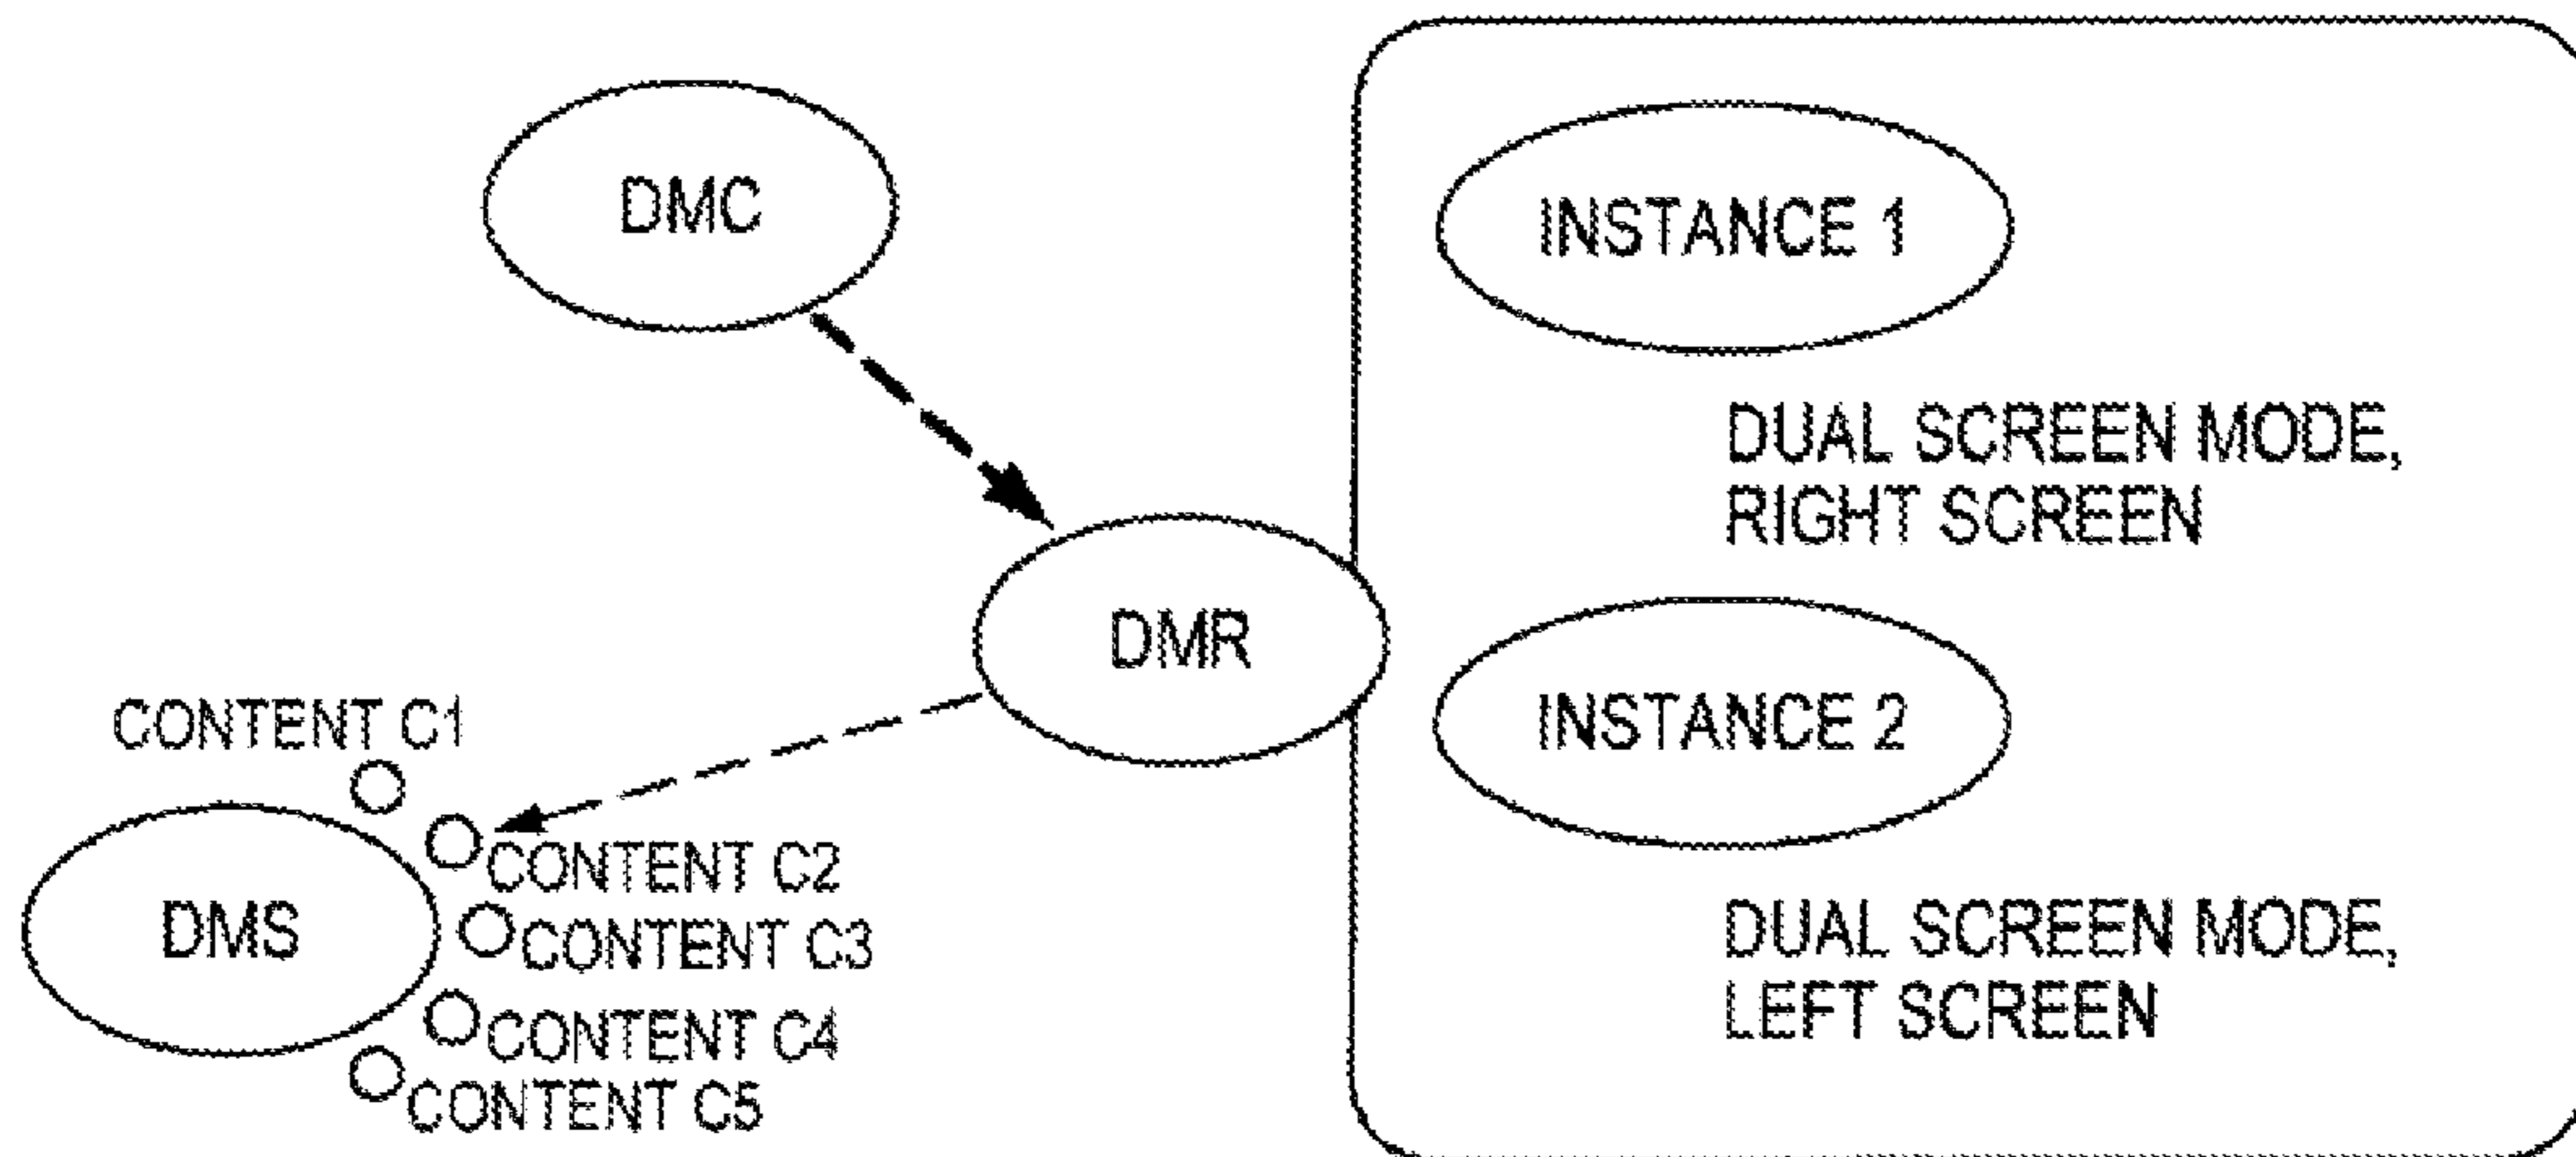 DMC
INSTANCE 1
DUAL SCREEN MODE,
RIGHT SCREEN
DMR
INSTANCE 2
DUAL SCREEN MODE,
LEFT SCREEN
CONTENT C1
CONTENT C2
DMS
CONTENT C3
CONTENT C4
CONTENT C5